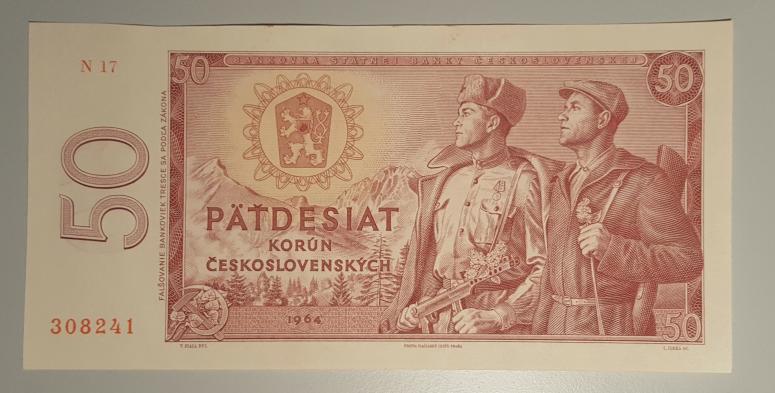 N 17
50
BANKOVKA ŠTÁTNEJ BANKY ČESKOSLOVENSKEJ
50
50
FALŠOVANIE BANKOVIEK TRESCE SA PODĽA ZÁKONA
PÄŤDESIAT
KORÚN
ČESKOSLOVENSKÝCH
308241
1964
50